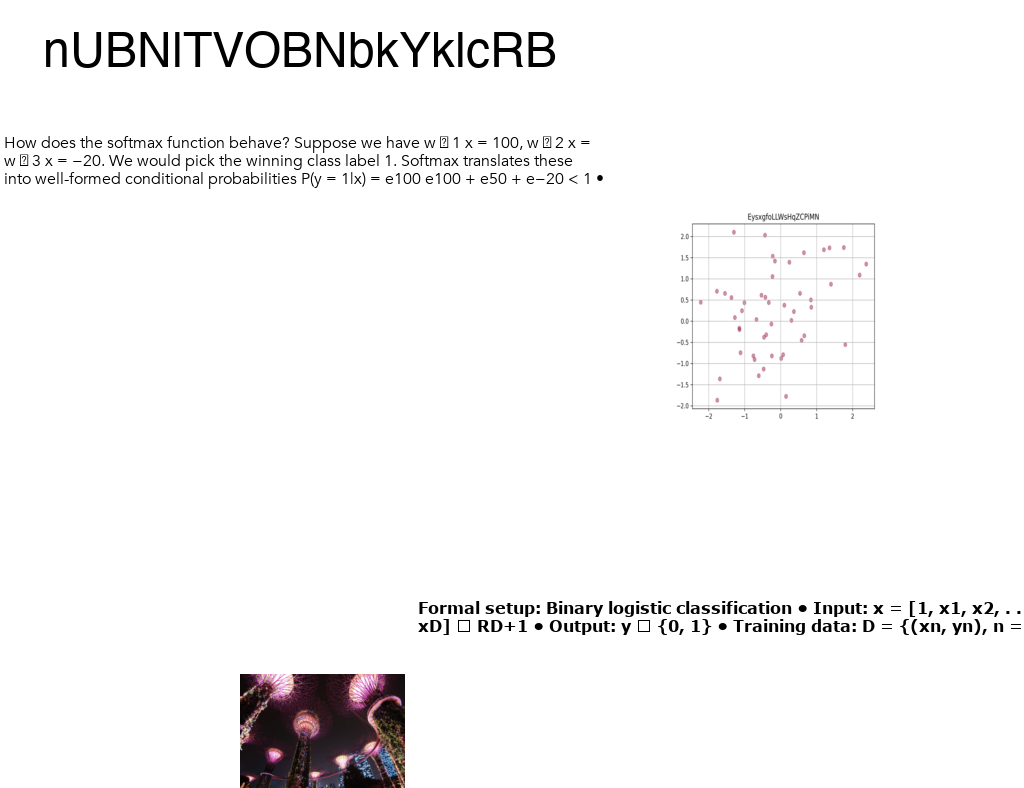 nUBNlTVOBNbkYklcRB
How does the softmax function behave? Suppose we have w 1 x = 100, w 2 x =
w 3 x = −20. We would pick the winning class label 1. Softmax translates these
into well-formed conditional probabilities P(y = 1|x) = e100 e100 + e50 + e−20 < 1 •
EysxgfoLLWsHqZCPiMN
2.0
1.5
1.0
0.5
0.0
−0.5
−1.0
−1.5
−2.0
−2 −1 0 1 2
Formal setup: Binary logistic classification • Input: x = [1, x1, x2, . .
xD] □ RD+1 • Output: y □ {0, 1} • Training data: D = {(xn, yn), n =